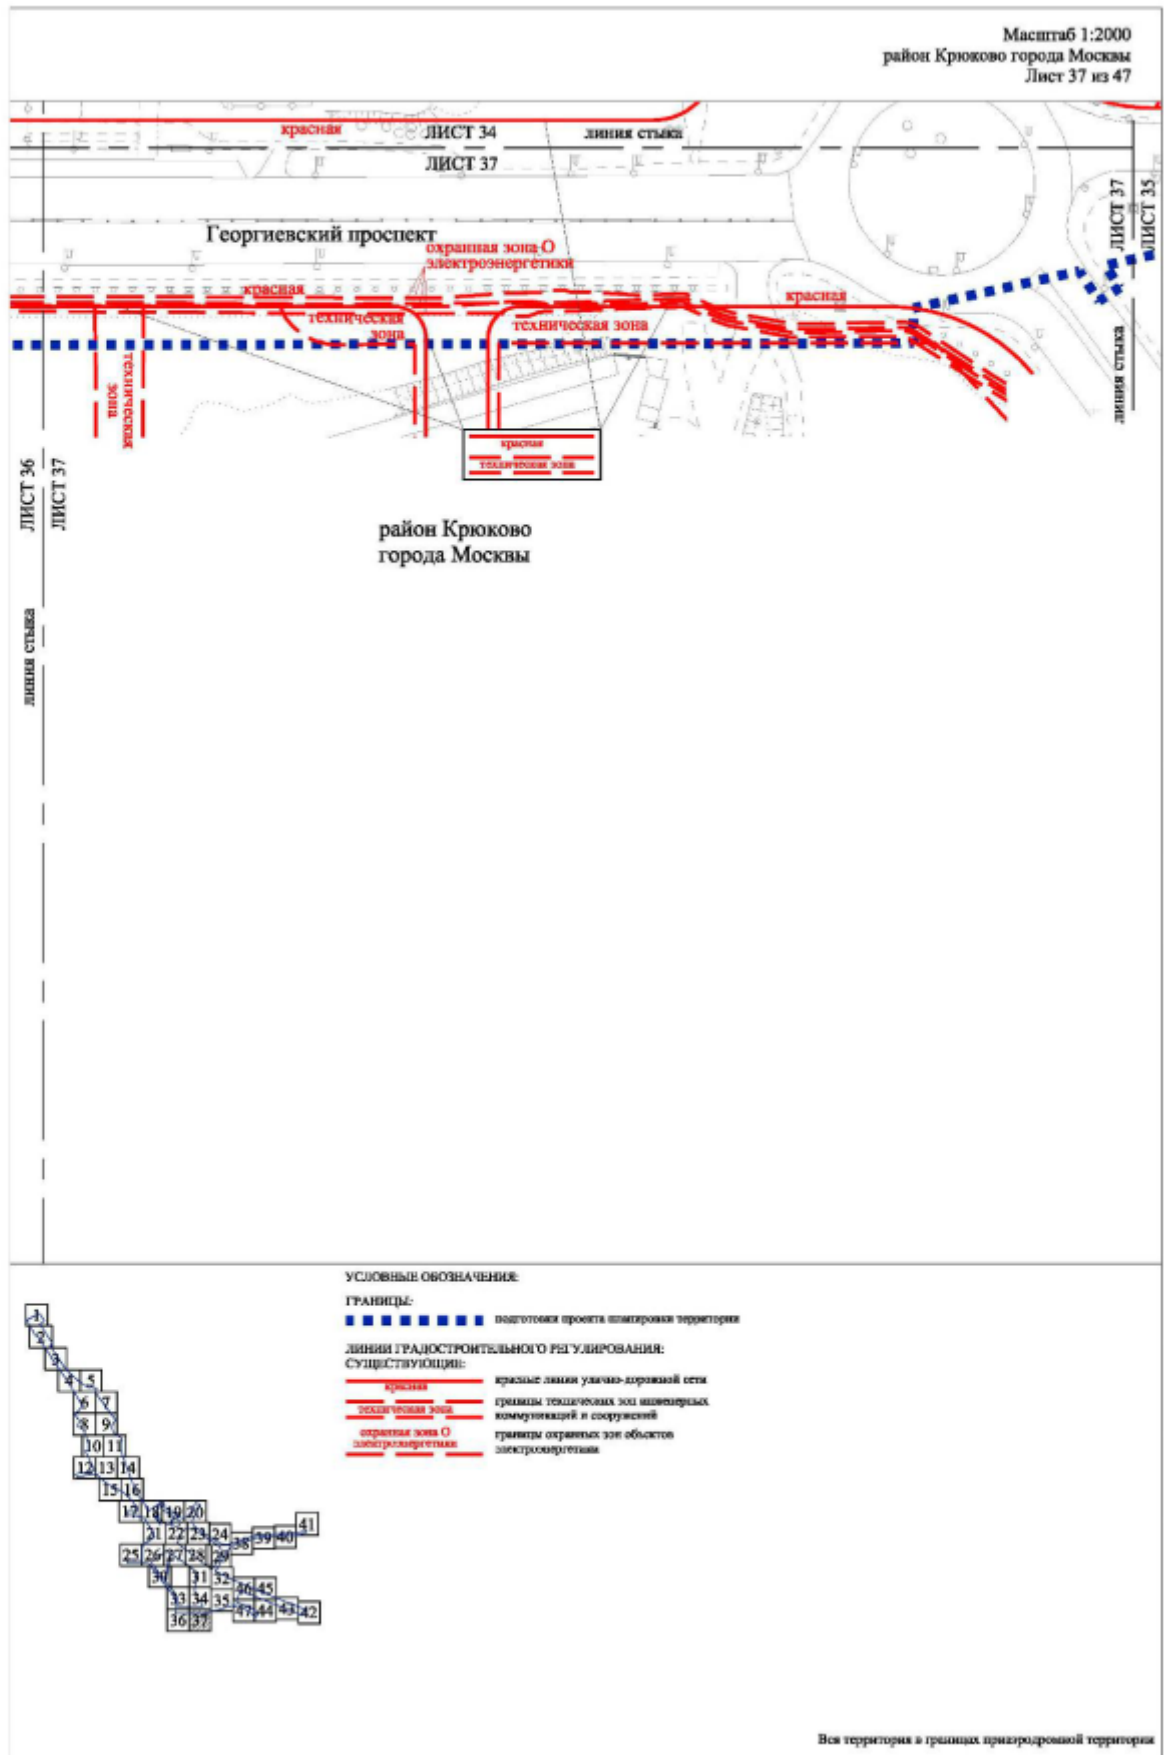 Масштаб 1:2000
район Крюково города Москвы
Лист 37 из 47
красная
ЛИСТ 34
линия стыка
ЛИСТ 37
ЛИСТ 37
ЛИСТ 35
Георгиевский проспект
охранная зона О
электроэнергетики
красная
красная
техническая
зона
техническая зона
техническая
зона
линия стыка
красная
техническая зона
ЛИСТ 36
ЛИСТ 37
район Крюково
города Москвы
линия стыка
УСЛОВНЫЕ ОБОЗНАЧЕНИЯ:
ГРАНИЦЫ:
подготовки проекта планировки территории
ЛИНИИ ГРАДОСТРОИТЕЛЬНОГО РЕГУЛИРОВАНИЯ:
СУЩЕСТВУЮЩИЕ:
красная
красные линии улично-дорожной сети
техническая зона
границы технических зон инженерных
коммуникаций и сооружений
охранная зона О
электроэнергетики
границы охранных зон объектов
электроэнергетики
1
2
3
4 5
6 7
8 9
10 11
12 13 14
15 16
17 18 19 20
41
21 22 23 24 38 39 40
25 26 27 28 29
30 31 32
46 45
33 34 35
47 44 43 42
36 37
Вся территория в границах приаэродромной территории